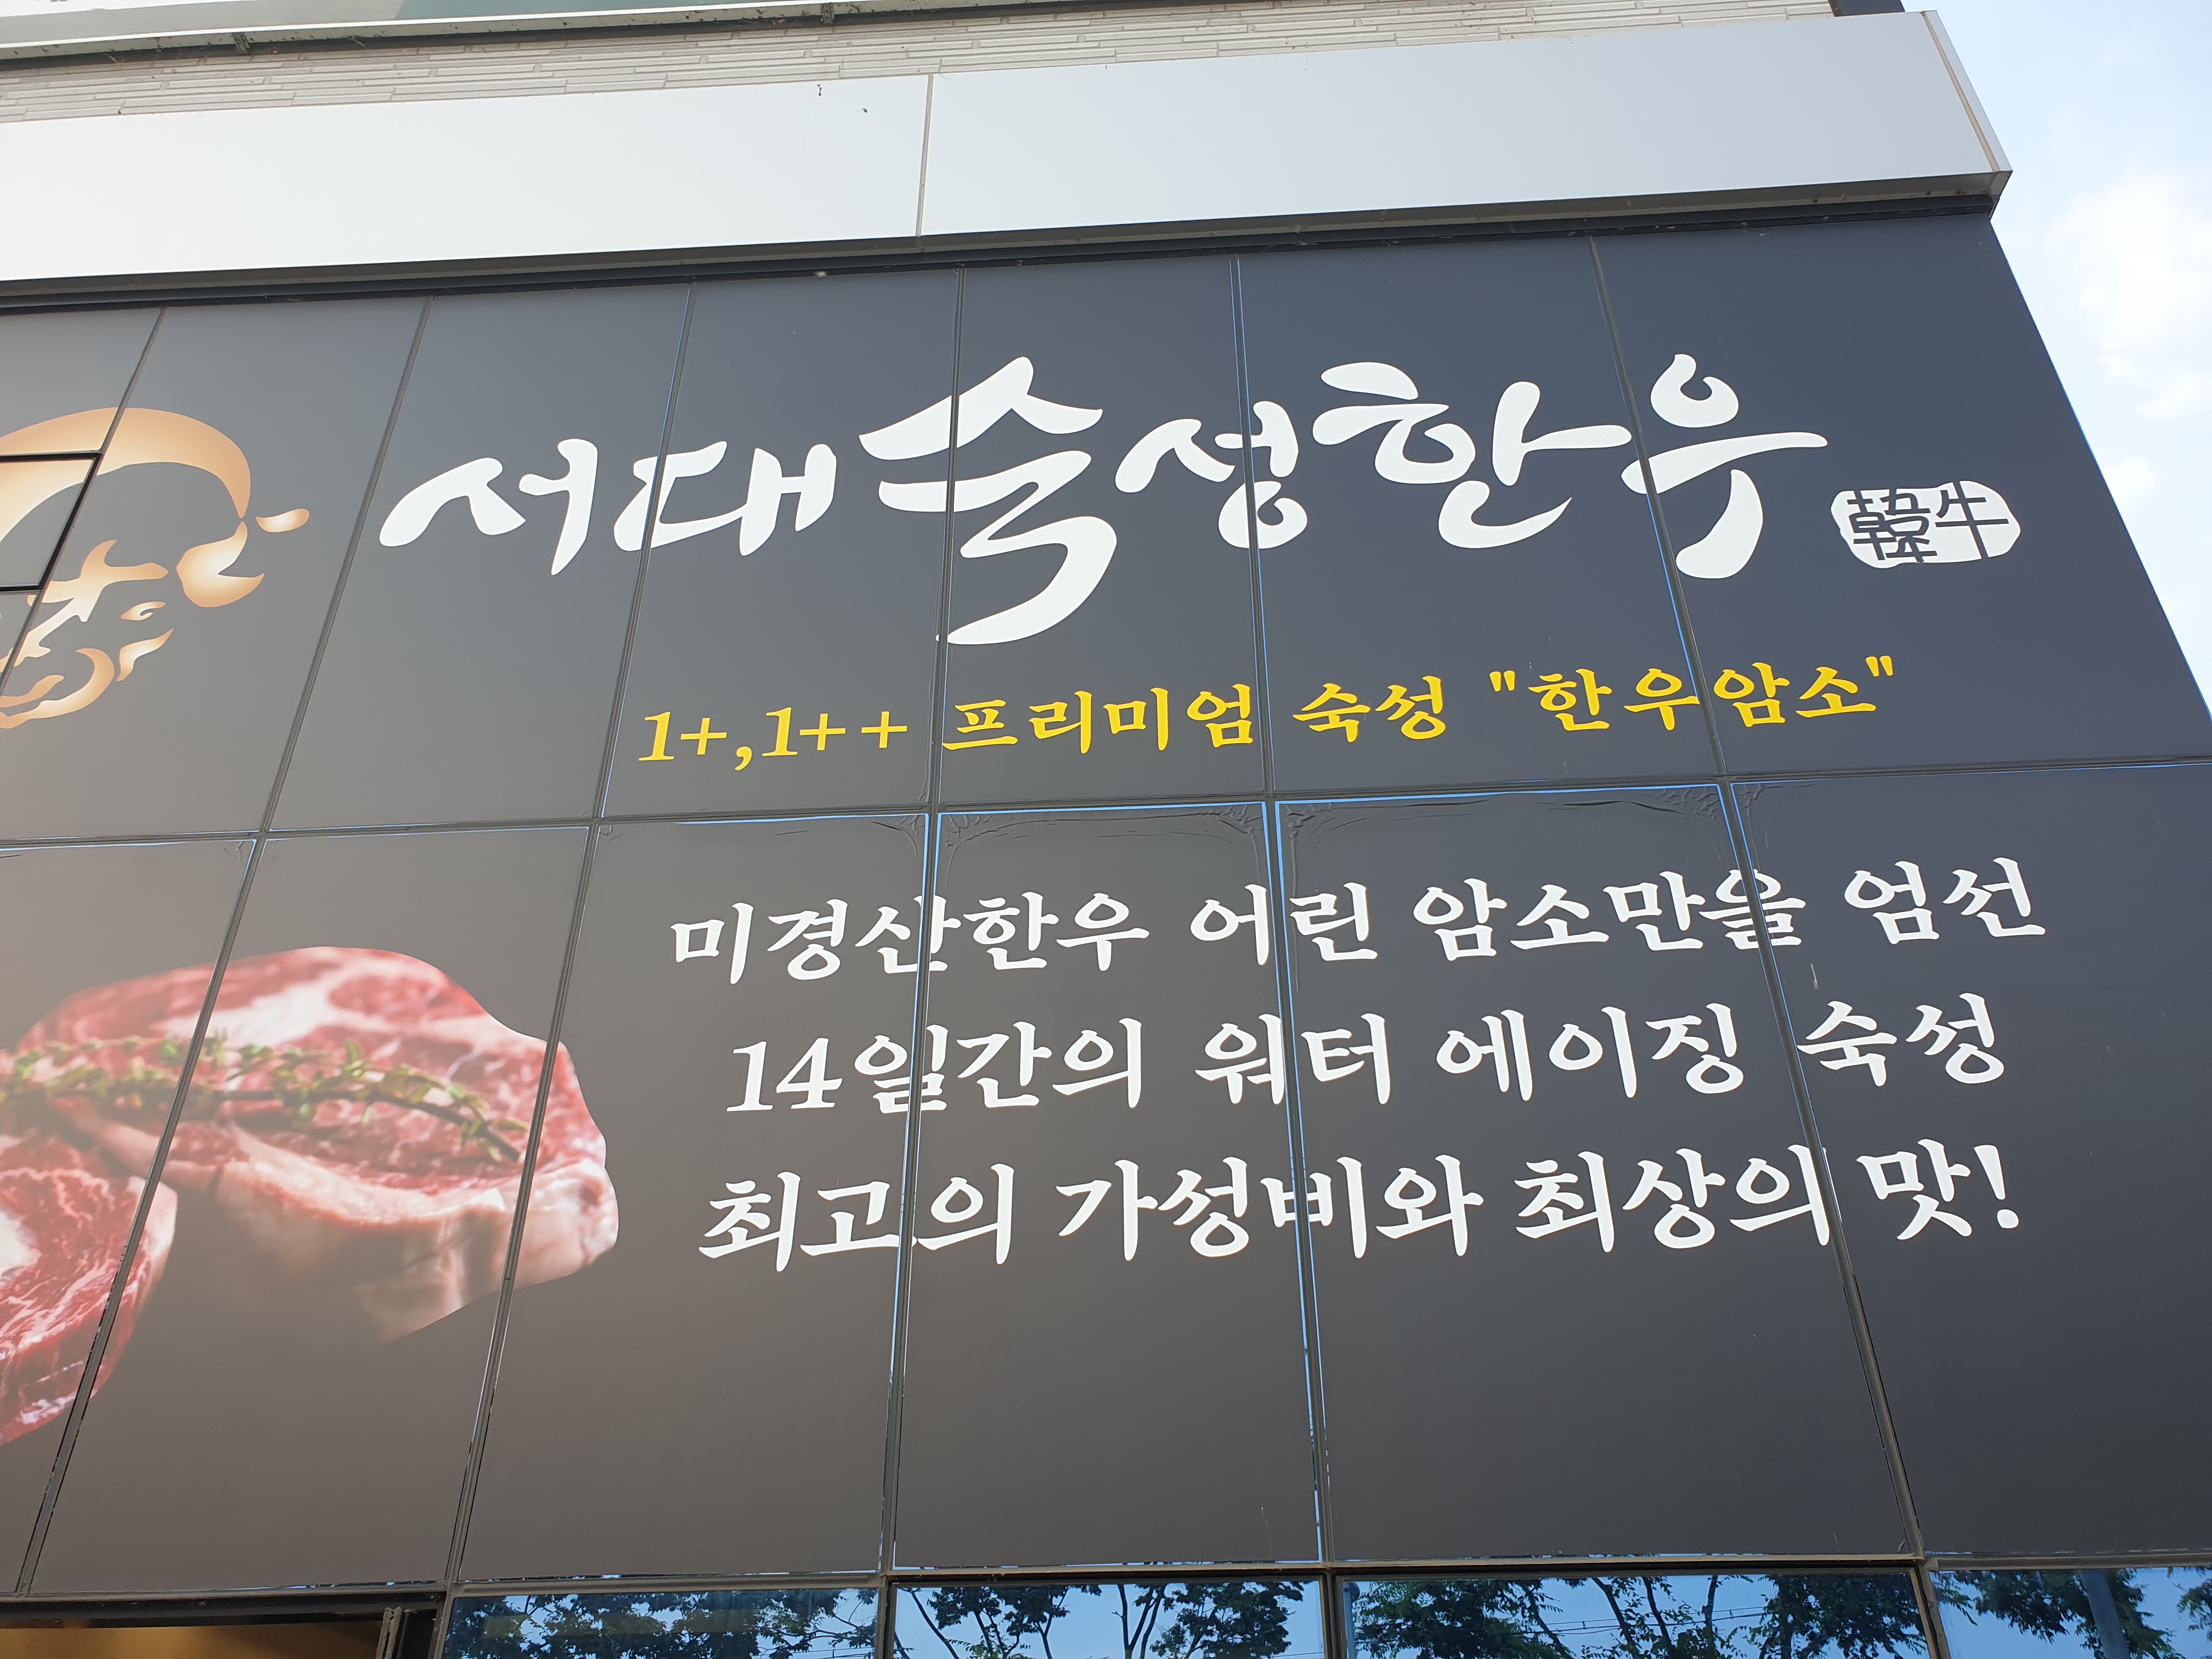 서대숙성한우 韓牛
1+,1++ 프리미엄 숙성 "한우암소"
미경산한우 어린 암소만을 엄선
14일간의 워터 에이징 숙성
최고의 가성비와 최상의 맛!